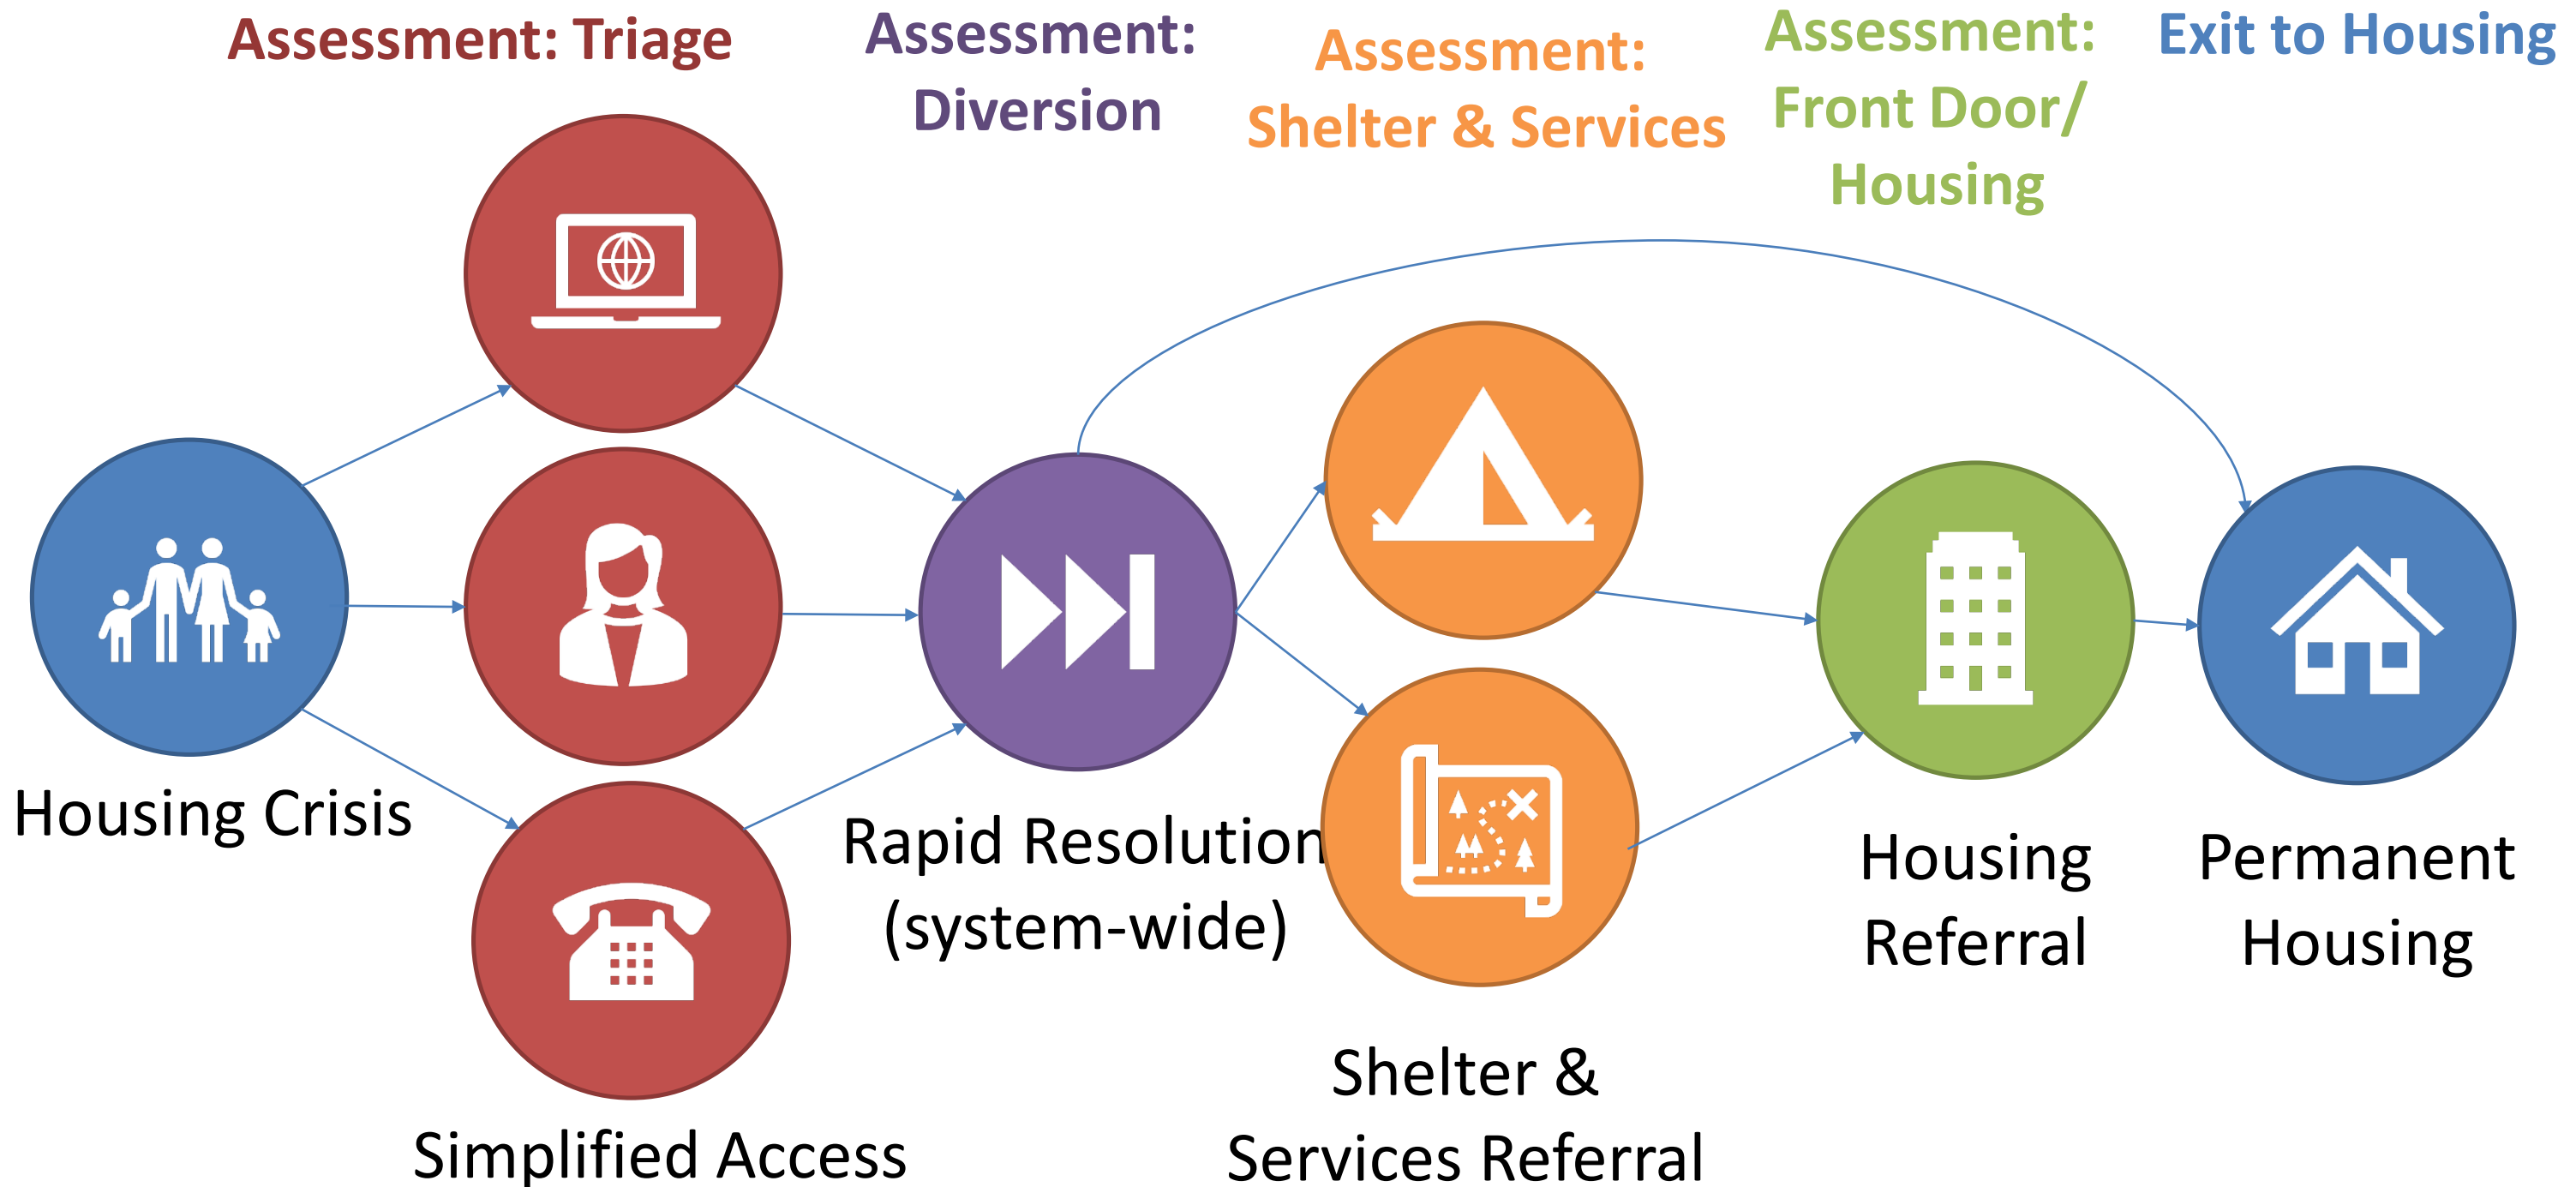 Assessment: Triage
Assessment:
Diversion
Assessment:
Shelter & Services
Assessment:
Front Door/
Housing
Exit to Housing
Housing Crisis
Simplified Access
Rapid Resolution
(system-wide)
Shelter &
Services Referral
Housing
Referral
Permanent
Housing